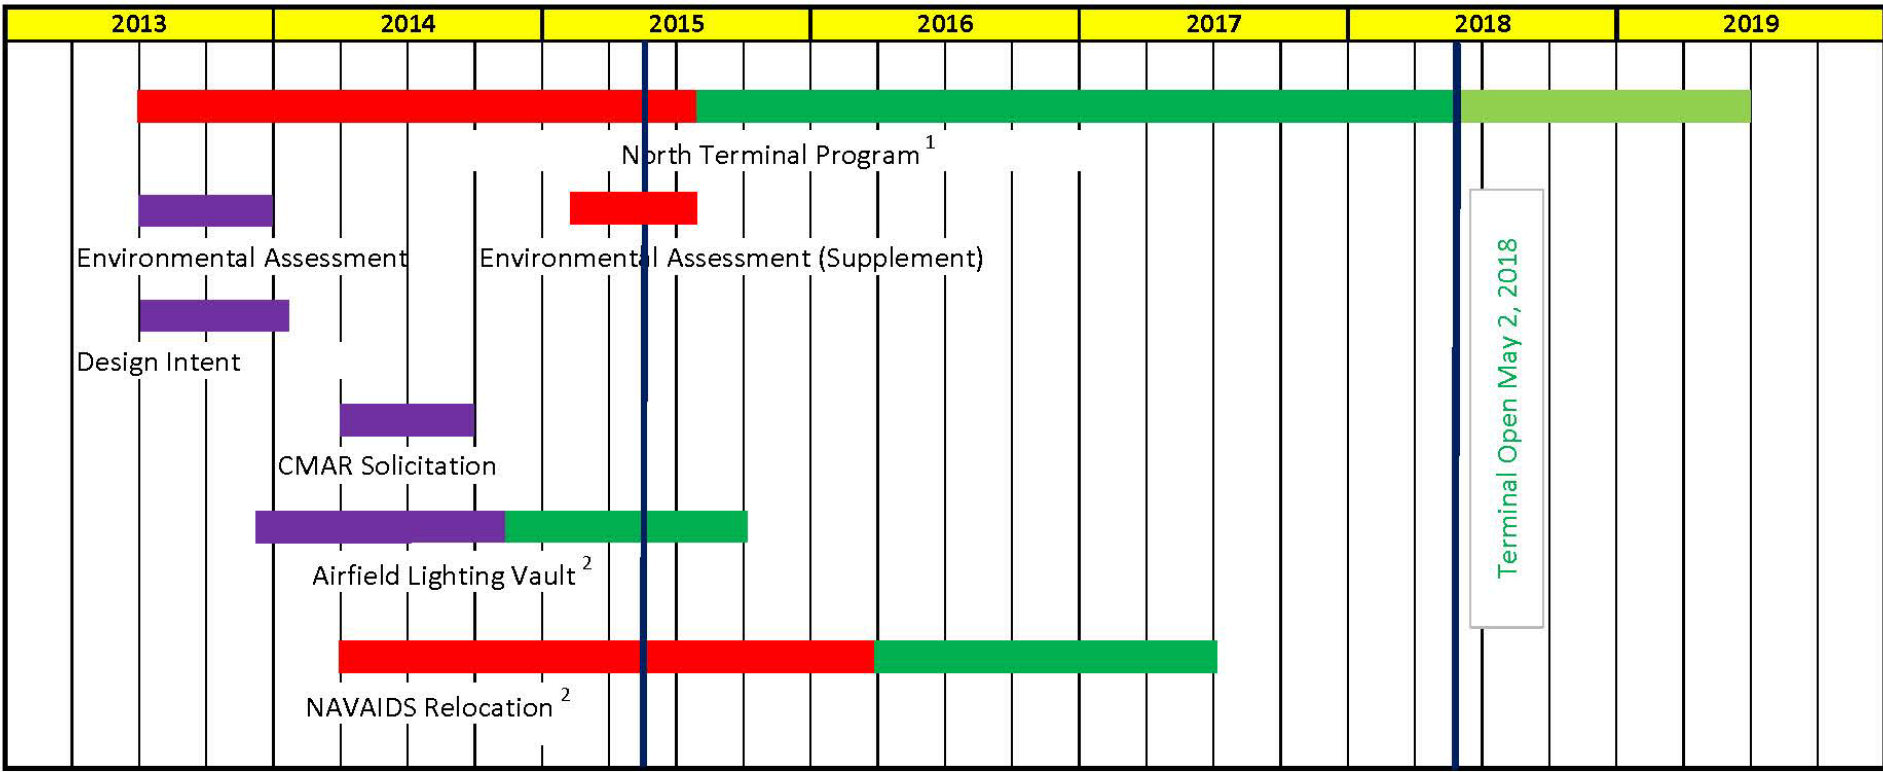 2013 2014 2015 2016 2017 2018 2019
North Terminal Program 1
Environmental Assessment
Environmental Assessment (Supplement)
Design Intent
CMAR Solicitation
Airfield Lighting Vault 2
NAVAIDS Relocation 2
Terminal Open May 2, 2018